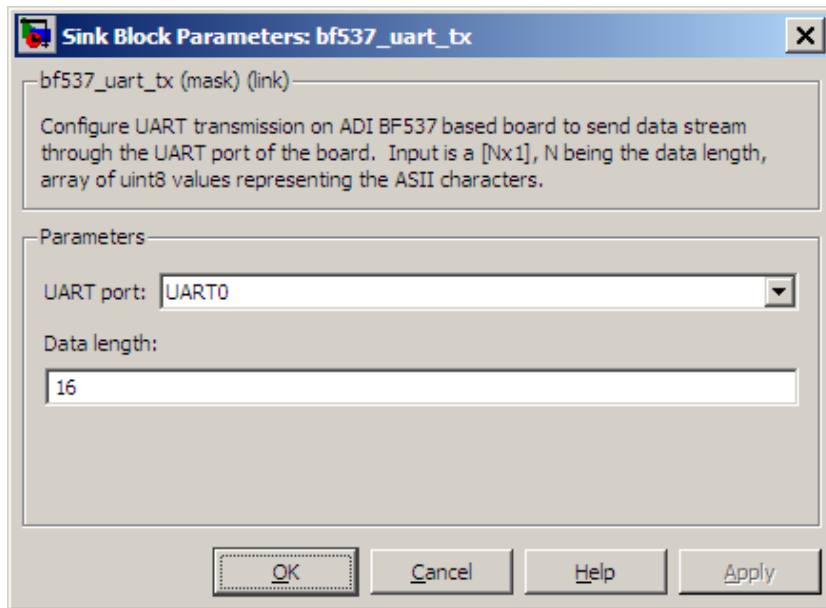 Sink Block Parameters: bf537_uart_tx
bf537_uart_tx (mask) (link)
Configure UART transmission on ADI BF537 based board to send data stream
through the UART port of the board. Input is a [Nx1], N being the data length,
array of uint8 values representing the ASII characters.
Parameters
UART port: UART0
Data length:
16
OK Cancel Help Apply